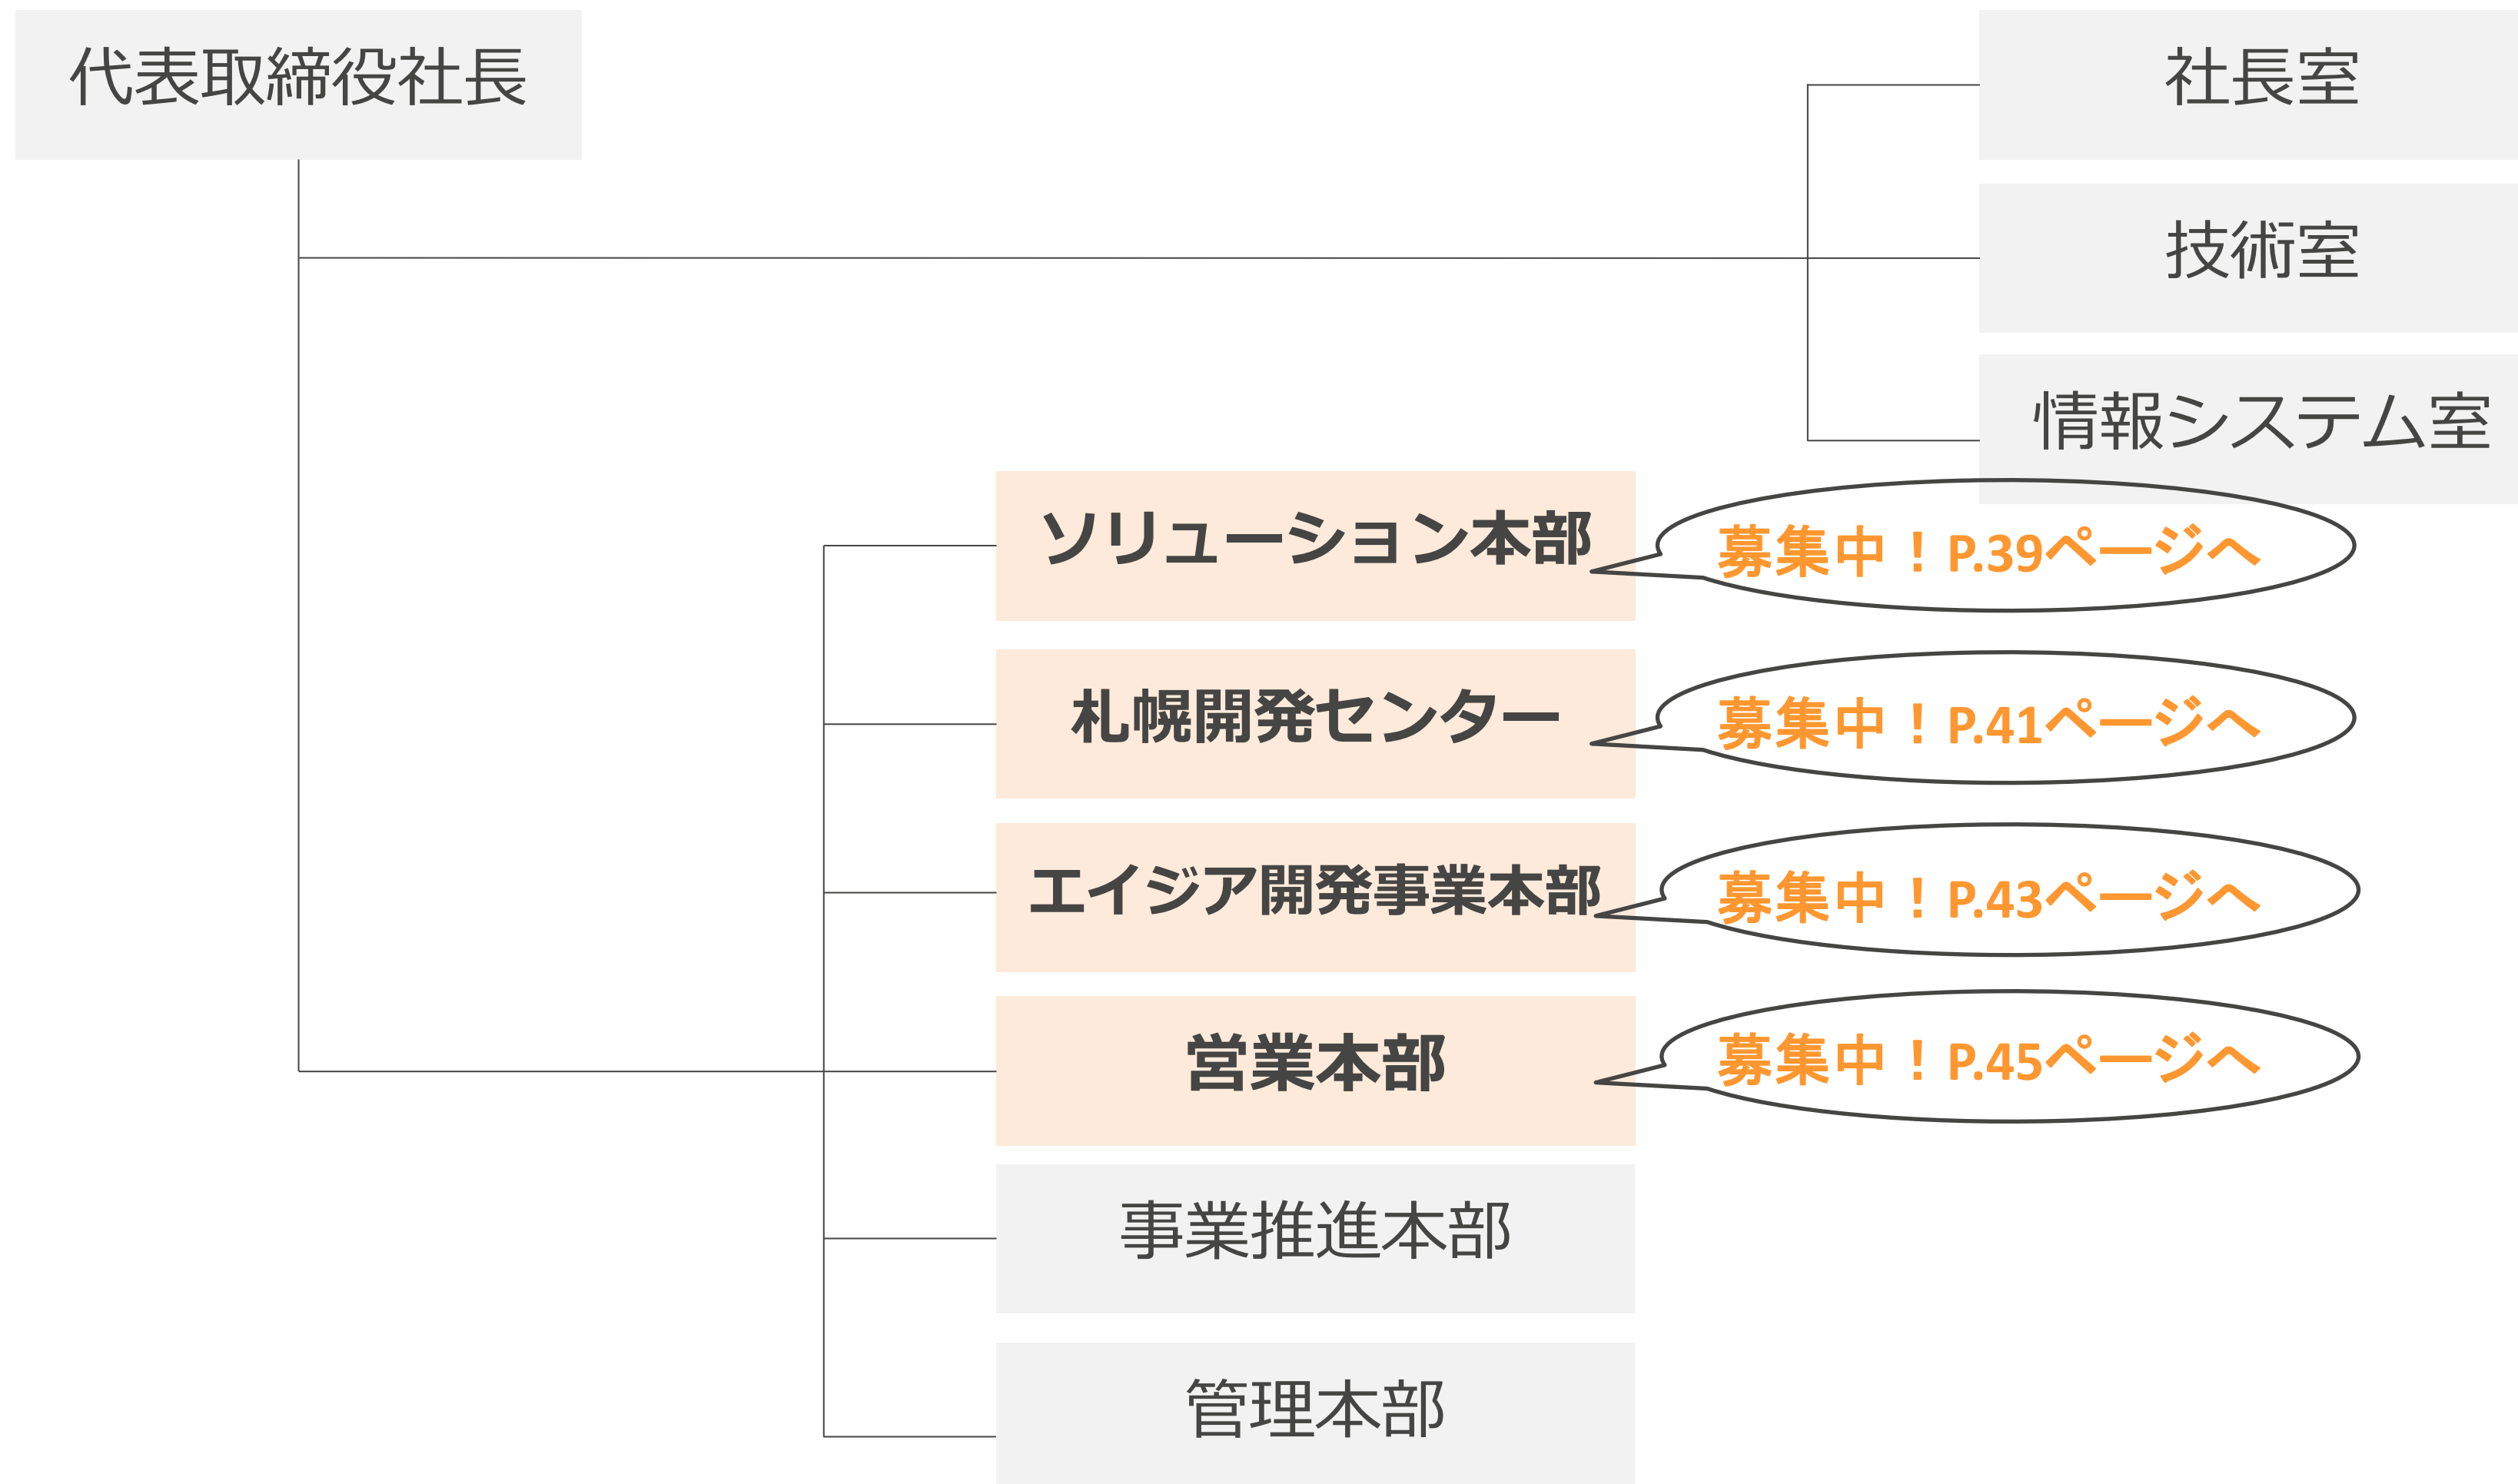 代表取締役社長
社長室
技術室
情報システム室
ソリューション本部
募集中！P.39ページへ
札幌開発センター
募集中！P.41ページへ
エイジア開発事業本部
募集中！P.43ページへ
営業本部
募集中！P.45ページへ
事業推進本部
管理本部